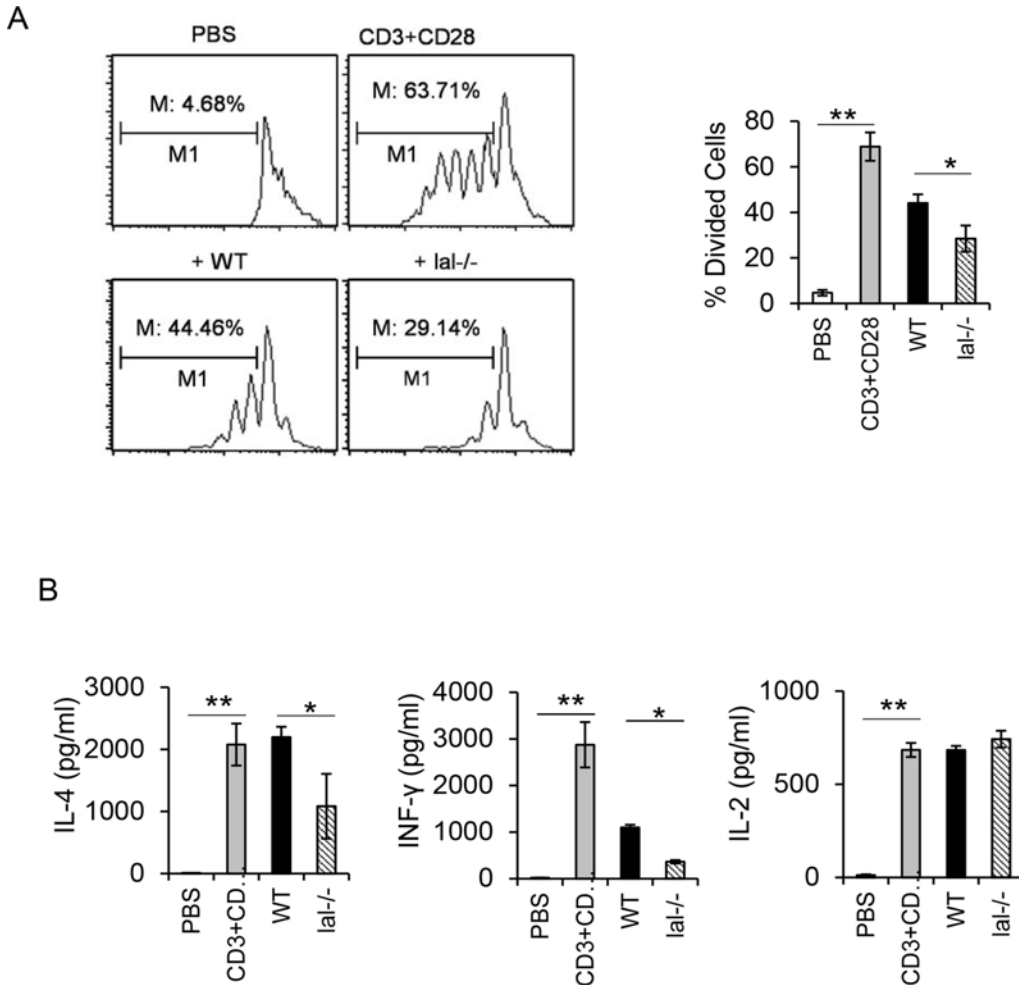 A
PBS
CD3+CD28
M: 4.68%
M: 63.71%
M1
M1
+ WT
+ lal-/-
M: 44.46%
M: 29.14%
M1
M1
% Divided Cells
80
60
40
20
0
**
*
PBS
CD3+CD28
WT
lal-/-
B
IL-4 (pg/ml)
3000
2000
1000
0
**
*
PBS
CD3+CD..
WT
lal-/-
INF-γ (pg/ml)
4000
3000
2000
1000
0
**
*
PBS
CD3+CD..
WT
lal-/-
IL-2 (pg/ml)
1000
500
0
**
PBS
CD3+CD..
WT
lal-/-